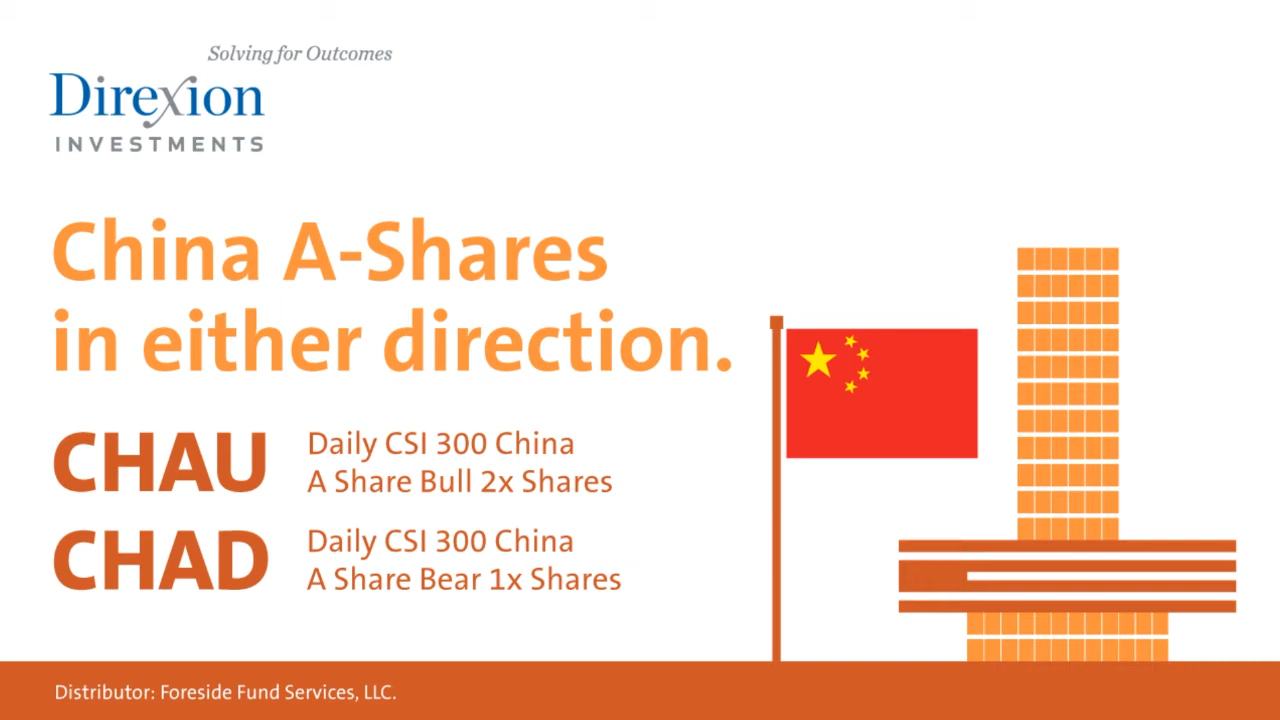 Solving for Outcomes
Direxion
INVESTMENTS
China A-Shares
in either direction.
CHAU
Daily CSI 300 China
A Share Bull 2x Shares
CHAD
Daily CSI 300 China
A Share Bear 1x Shares
Distributor: Foreside Fund Services, LLC.